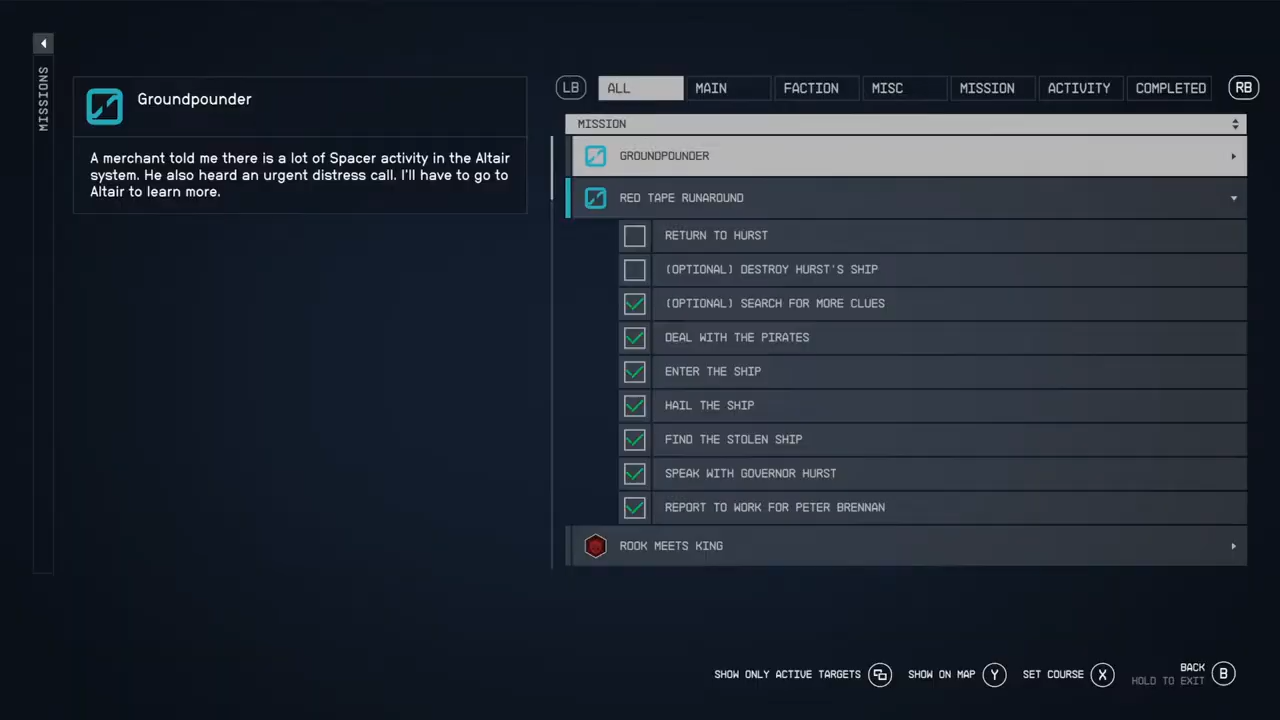 MISSIONS
Groundpounder
A merchant told me there is a lot of Spacer activity in the Altair
system. He also heard an urgent distress call. I'll have to go to
Altair to learn more.
LB ALL MAIN FACTION MISC MISSION ACTIVITY COMPLETED RB
MISSION
GROUNDPOUNDER
RED TAPE RUNAROUND
RETURN TO HURST
(OPTIONAL) DESTROY HURST'S SHIP
(OPTIONAL) SEARCH FOR MORE CLUES
DEAL WITH THE PIRATES
ENTER THE SHIP
HAIL THE SHIP
FIND THE STOLEN SHIP
SPEAK WITH GOVERNOR HURST
REPORT TO WORK FOR PETER BRENNAN
ROOK MEETS KING
SHOW ONLY ACTIVE TARGETS SHOW ON MAP Y SET COURSE X BACK B
HOLD TO EXIT